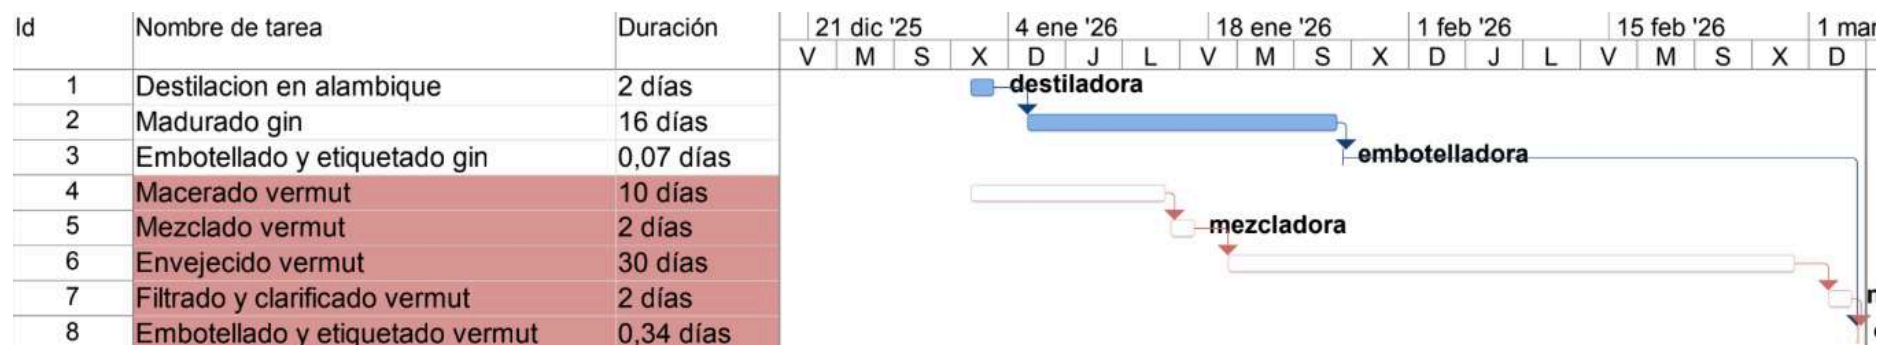 Id Nombre de tarea Duración 21 dic '25 4 ene '26 18 ene '26 1 feb '26 15 feb '26 1 mar
V M S X D J L V M S X D J L V M S X D
1 Destilacion en alambique 2 días destiladora
2 Madurado gin 16 días
3 Embotellado y etiquetado gin 0,07 días embotelladora
4 Macerado vermut 10 días
5 Mezclado vermut 2 días mezcladora
6 Envejecido vermut 30 días
7 Filtrado y clarificado vermut 2 días
8 Embotellado y etiquetado vermut 0,34 días